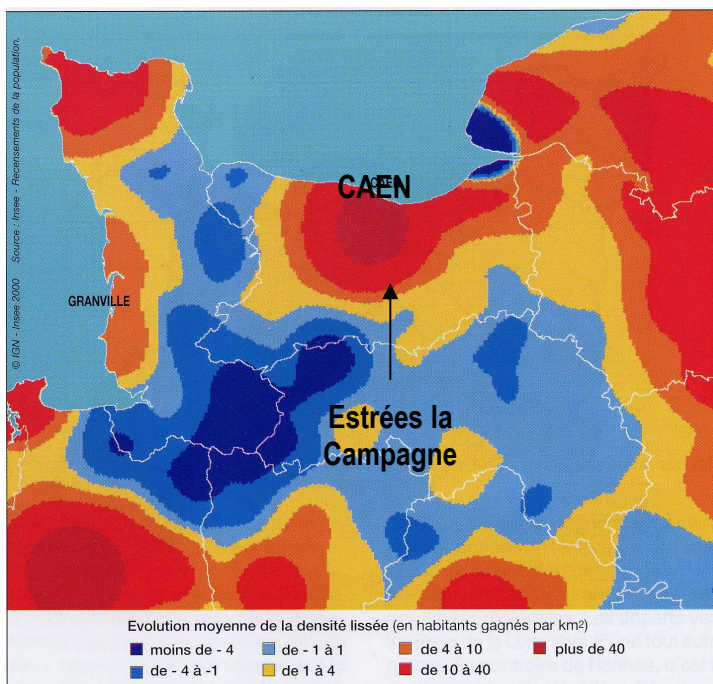 © IGN - Insee 2000 Source : Insee - Recensements de la population.
CAEN
GRANVILLE
Estrées la
Campagne
Evolution moyenne de la densité lissée (en habitants gagnés par km²)
moins de - 4
de - 1 à 1
de 4 à 10
plus de 40
de - 4 à -1
de 1 à 4
de 10 à 40